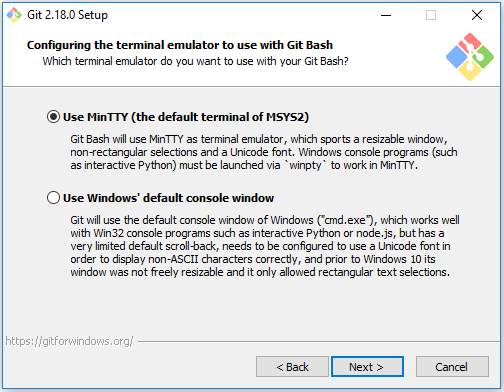 Git 2.18.0 Setup
Configuring the terminal emulator to use with Git Bash
Which terminal emulator do you want to use with your Git Bash?
Use MinTTY (the default terminal of MSYS2)
Git Bash will use MinTTY as terminal emulator, which sports a resizable window,
non-rectangular selections and a Unicode font. Windows console programs (such
as interactive Python) must be launched via `winpty` to work in MinTTY.
Use Windows' default console window
Git will use the default console window of Windows ("cmd.exe"), which works well
with Win32 console programs such as interactive Python or node.js, but has a
very limited default scroll-back, needs to be configured to use a Unicode font in
order to display non-ASCII characters correctly, and prior to Windows 10 its
window was not freely resizable and it only allowed rectangular text selections.
https://gitforwindows.org/
< Back
Next >
Cancel